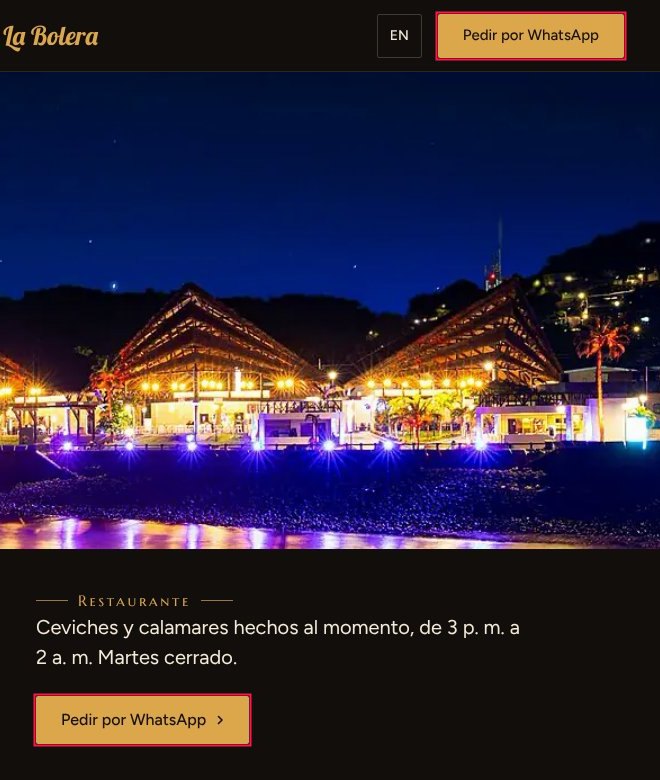 La Bolera
EN
Pedir por WhatsApp
Restaurante
Ceviches y calamares hechos al momento, de 3 p. m. a
2 a. m. Martes cerrado.
Pedir por WhatsApp